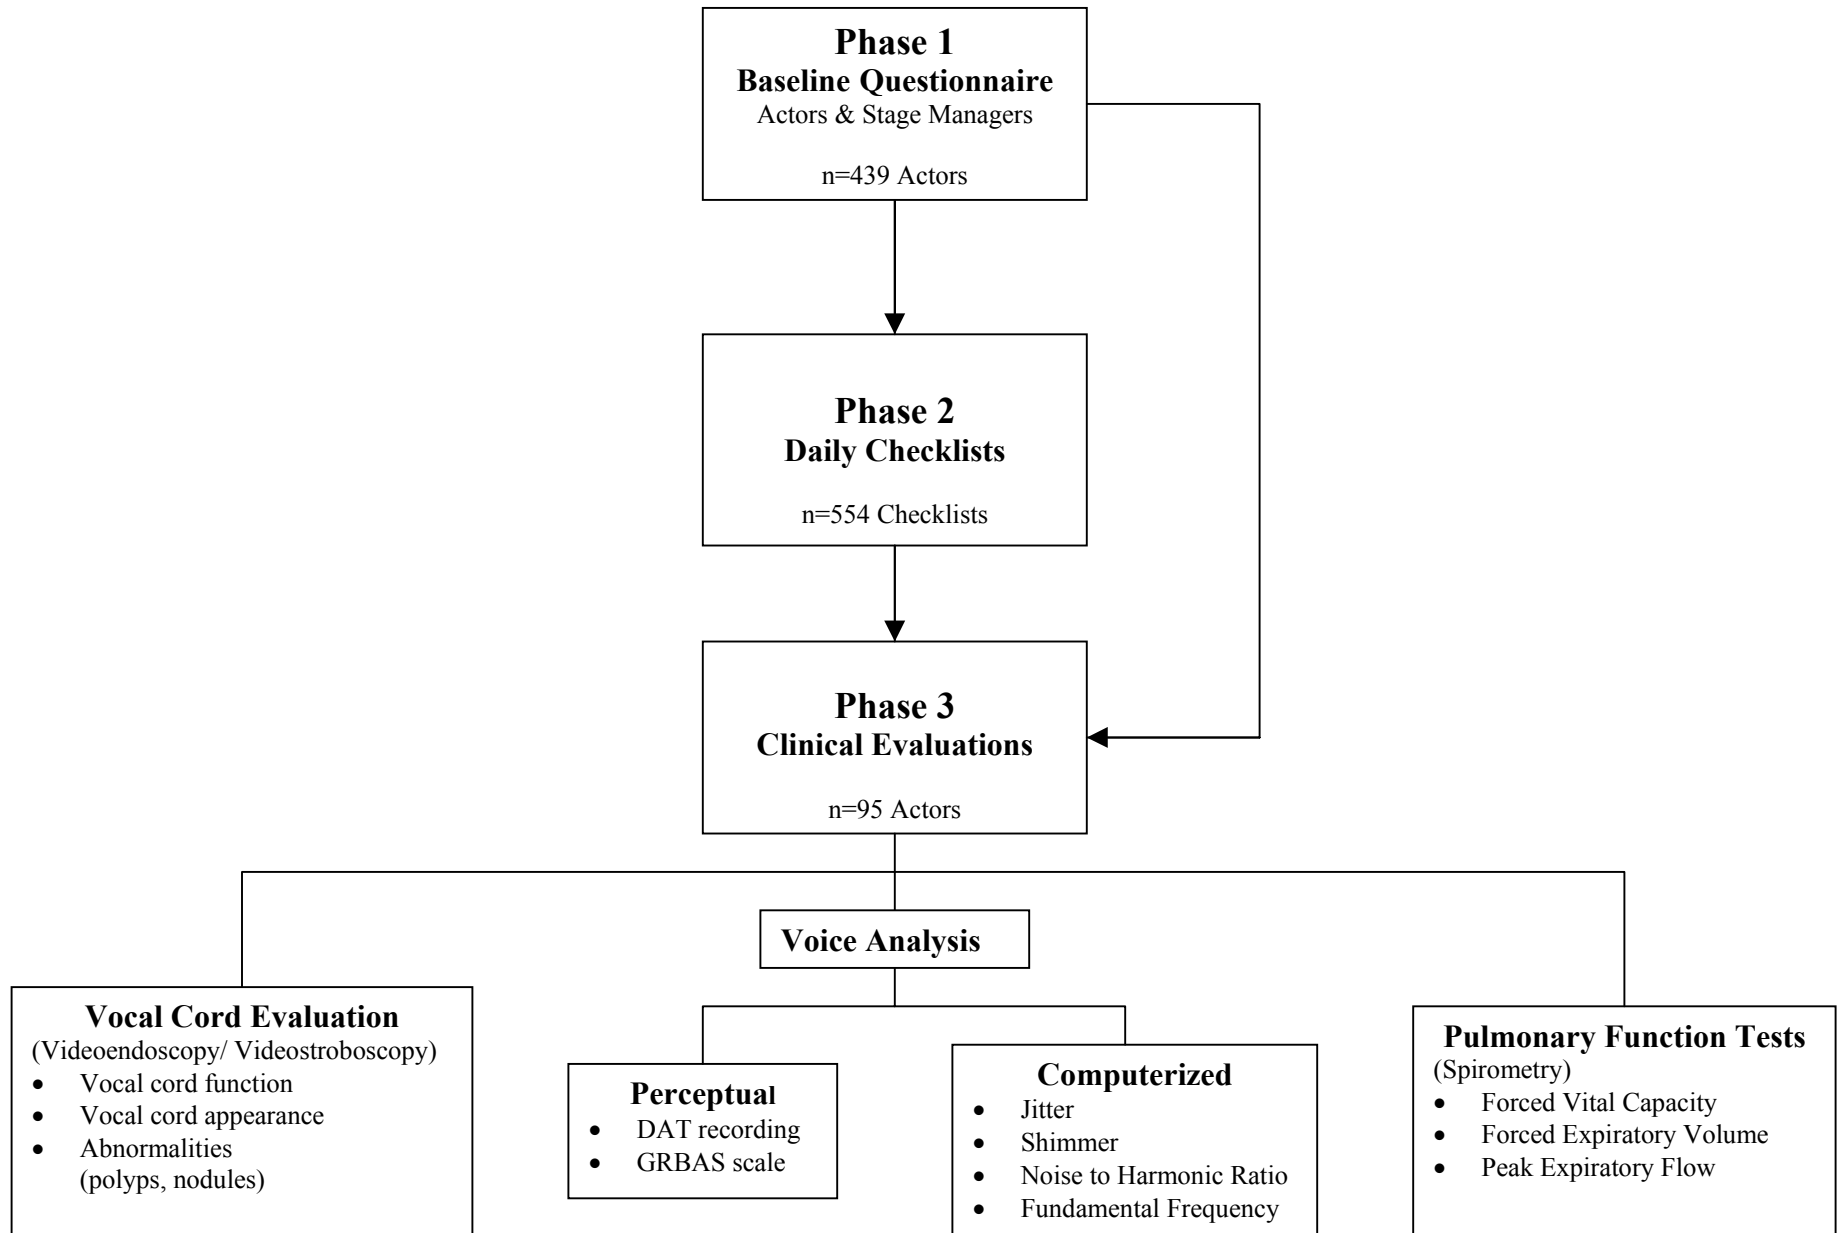 Phase 1
Baseline Questionnaire
Actors & Stage Managers
n=439 Actors
Phase 2
Daily Checklists
n=554 Checklists
Phase 3
Clinical Evaluations
n=95 Actors
Voice Analysis
Vocal Cord Evaluation
(Videoendoscopy/ Videostroboscopy)
• Vocal cord function
• Vocal cord appearance
• Abnormalities
(polyps, nodules)
Perceptual
• DAT recording
• GRBAS scale
Computerized
• Jitter
• Shimmer
• Noise to Harmonic Ratio
• Fundamental Frequency
Pulmonary Function Tests
(Spirometry)
• Forced Vital Capacity
• Forced Expiratory Volume
• Peak Expiratory Flow